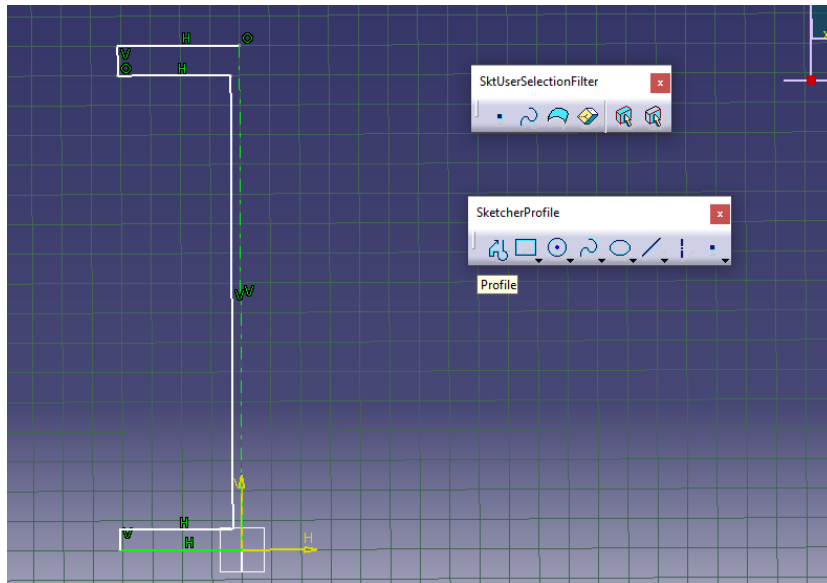 H
V
H
SktUserSelectionFilter
x
SketcherProfile
x
Profile
V V
V
H
H
V
H